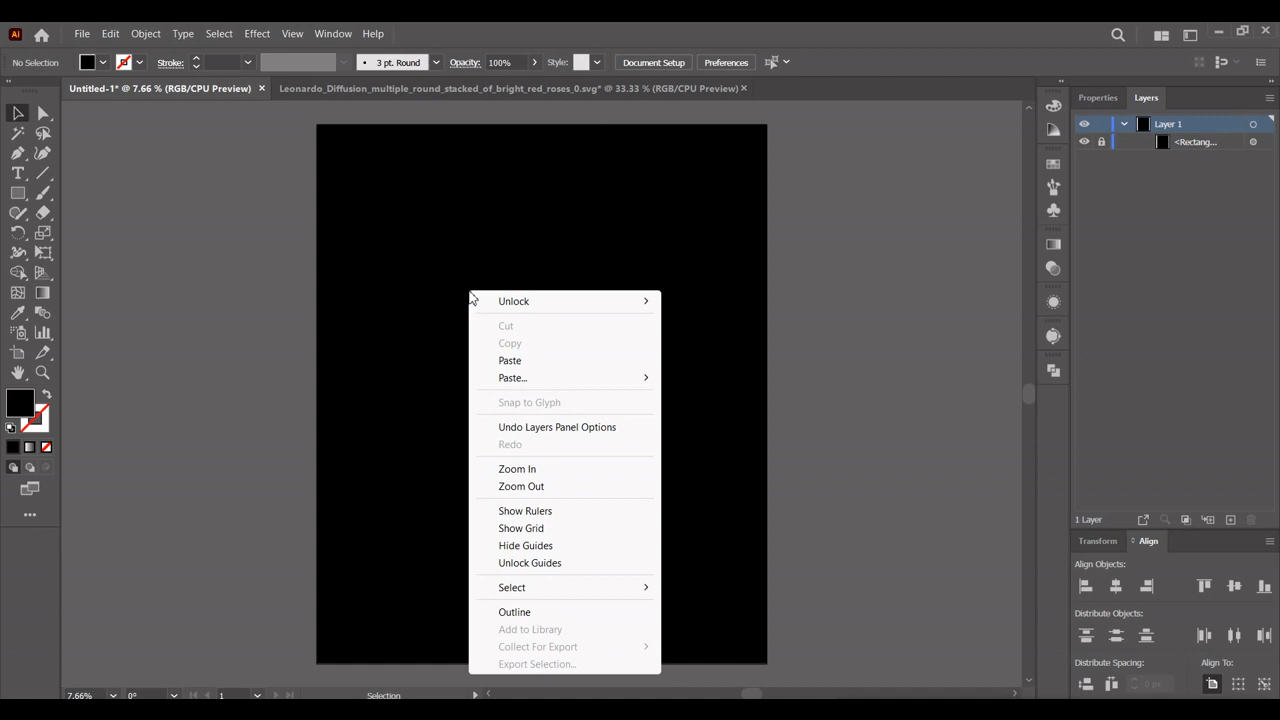 Ai File Edit Object Type Select Effect View Window Help
No Selection Stroke: 3 pt. Round Opacity: 100% Style: Document Setup Preferences
Untitled-1* @ 7.66 % (RGB/CPU Preview) × Leonardo_Diffusion_multiple_round_stacked_of_bright_red_roses_0.svg* @ 33.33 % (RGB/CPU Preview) ×
Properties Layers
Layer 1
<Rectang...
Unlock
Cut
Copy
Paste
Paste...
Snap to Glyph
Undo Layers Panel Options
Redo
Zoom In
Zoom Out
Show Rulers
Show Grid
Hide Guides
Unlock Guides
Select
Outline
Add to Library
Collect For Export
Export Selection...
1 Layer
Transform Align
Align Objects:
Distribute Objects:
Distribute Spacing: Align To:
0 px
7.66% 0° 1 Selection